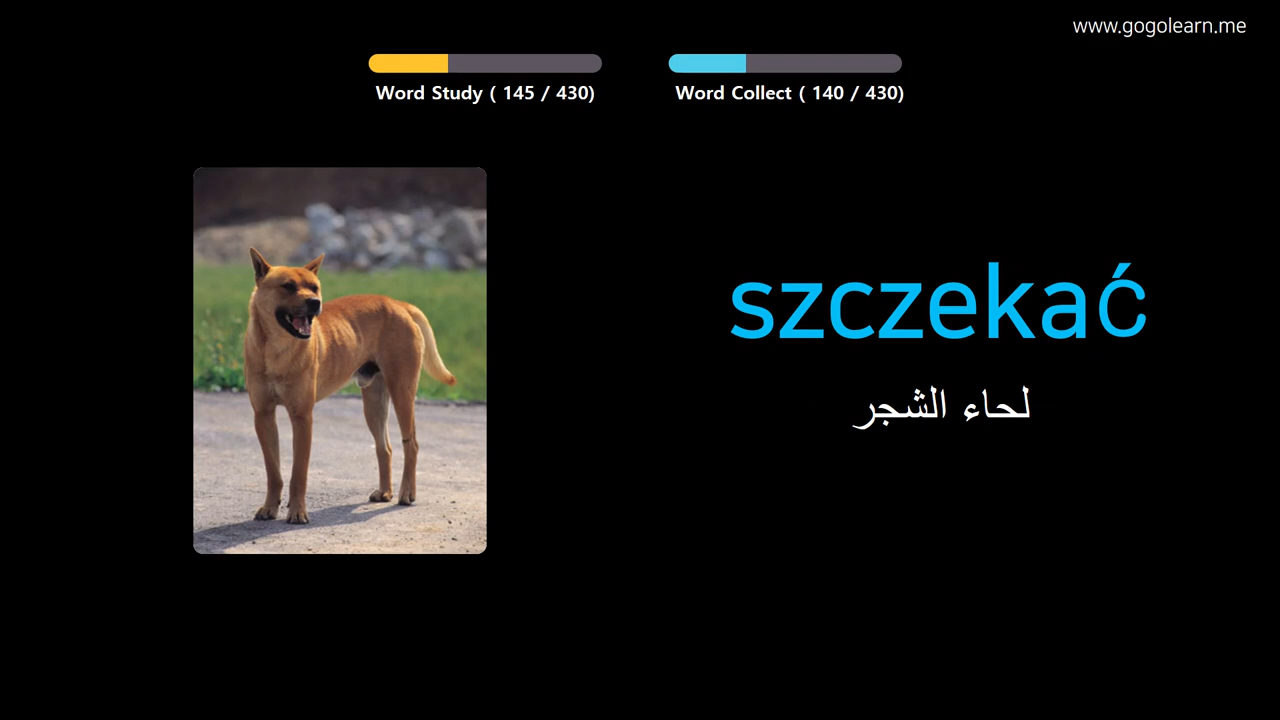 www.gogolearn.me
Word Study ( 145 / 430)
Word Collect ( 140 / 430)
szczekać
لحاء الشجر